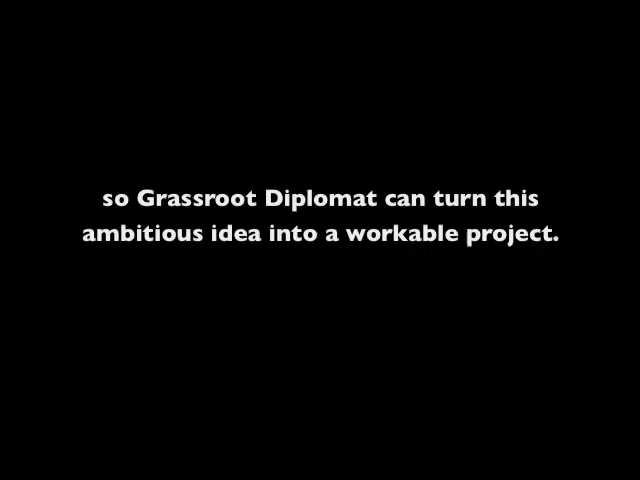 so Grassroot Diplomat can turn this
ambitious idea into a workable project.